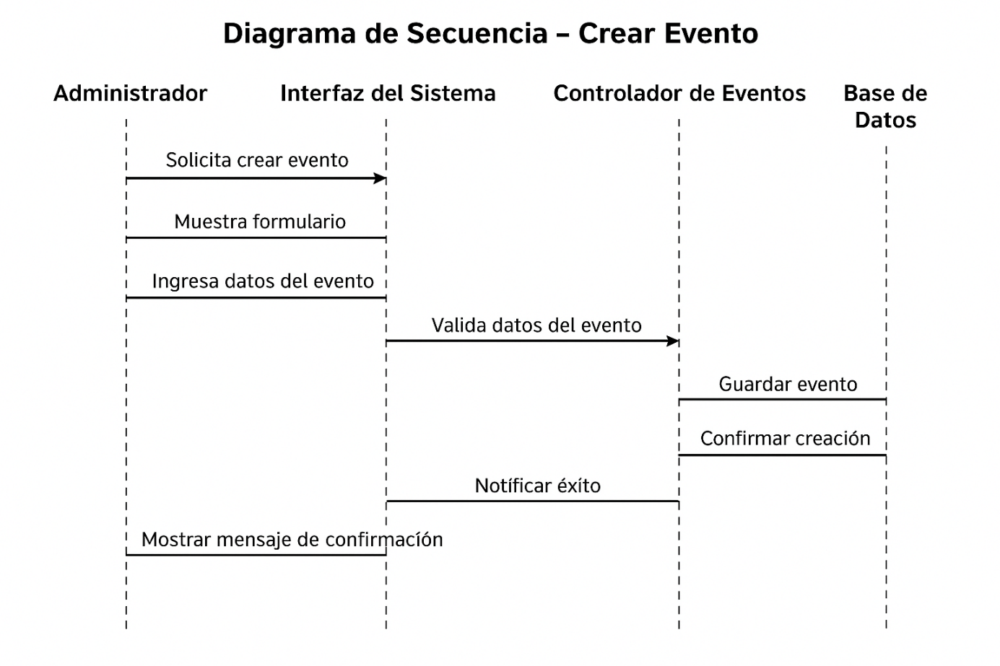 Diagrama de Secuencia – Crear Evento
Administrador
Interfaz del Sistema
Controlador de Eventos
Base de
Datos
Solicita crear evento
Muestra formulario
Ingresa datos del evento
Valida datos del evento
Guardar evento
Confirmar creación
Notíficar éxíto
Mostrar mensaje de confirmacíón